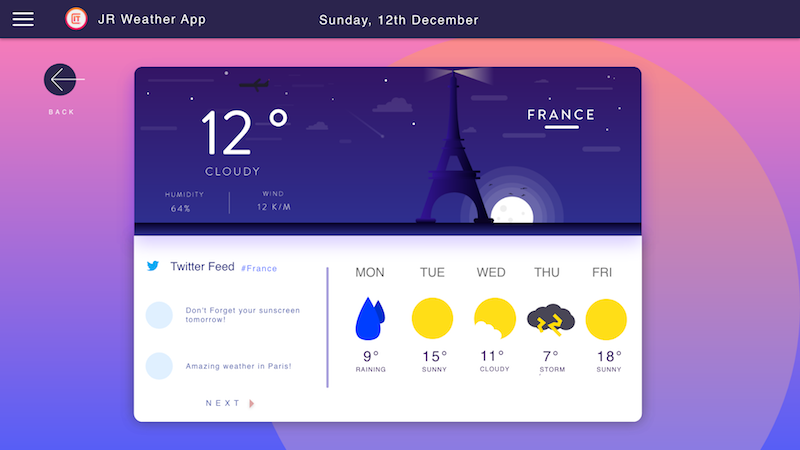 JR Weather App
Sunday, 12th December
BACK
12 °
CLOUDY
HUMIDITY
64%
WIND
12 K/M
FRANCE
Twitter Feed #France
Don't Forget your sunscreen
tomorrow!
Amazing weather in Paris!
NEXT
MON TUE WED THU FRI
9° 15° 11° 7° 18°
RAINING SUNNY CLOUDY STORM SUNNY